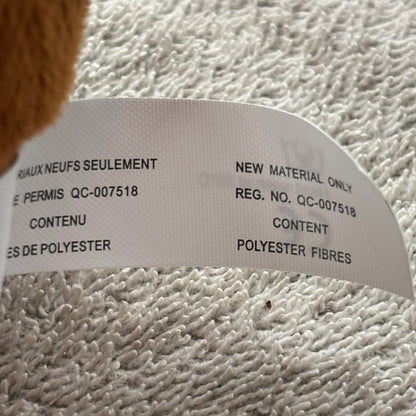 RIAUX NEUFS SEULEMENT
E PERMIS QC-007518
CONTENU
ES DE POLYESTER
NEW MATERIAL ONLY
REG. NO. QC-007518
CONTENT
POLYESTER FIBRES